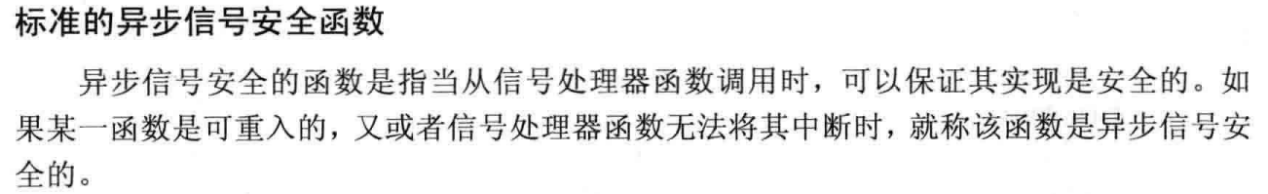 标准的异步信号安全函数
异步信号安全的函数是指当从信号处理器函数调用时，可以保证其实现是安全的。如
果某一函数是可重入的，又或者信号处理器函数无法将其中断时，就称该函数是异步信号安
全的。